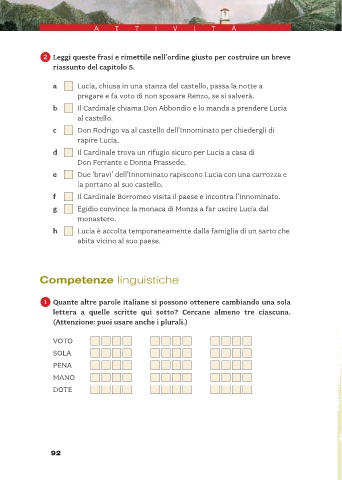 A T T I V I T À
2 Leggi queste frasi e rimettile nell'ordine giusto per costruire un breve
riassunto del capitolo 5.
a Lucia, chiusa in una stanza del castello, passa la notte a
pregare e fa voto di non sposare Renzo, se si salverà.
b Il Cardinale chiama Don Abbondio e lo manda a prendere Lucia
al castello.
c Don Rodrigo va al castello dell'Innominato per chiedergli di
rapire Lucia.
d Il Cardinale trova un rifugio sicuro per Lucia a casa di
Don Ferrante e Donna Prassede.
e Due 'bravi' dell'Innominato rapiscono Lucia con una carrozza e
la portano al suo castello.
f Il Cardinale Borromeo visita il paese e incontra l'Innominato.
g Egidio convince la monaca di Monza a far uscire Lucia dal
monastero.
h Lucia è accolta temporaneamente dalla famiglia di un sarto che
abita vicino al suo paese.
Competenze linguistiche
1 Quante altre parole italiane si possono ottenere cambiando una sola
lettera a quelle scritte qui sotto? Cercane almeno tre ciascuna.
(Attenzione: puoi usare anche i plurali.)
VOTO
SOLA
PENA
MANO
DOTE
92